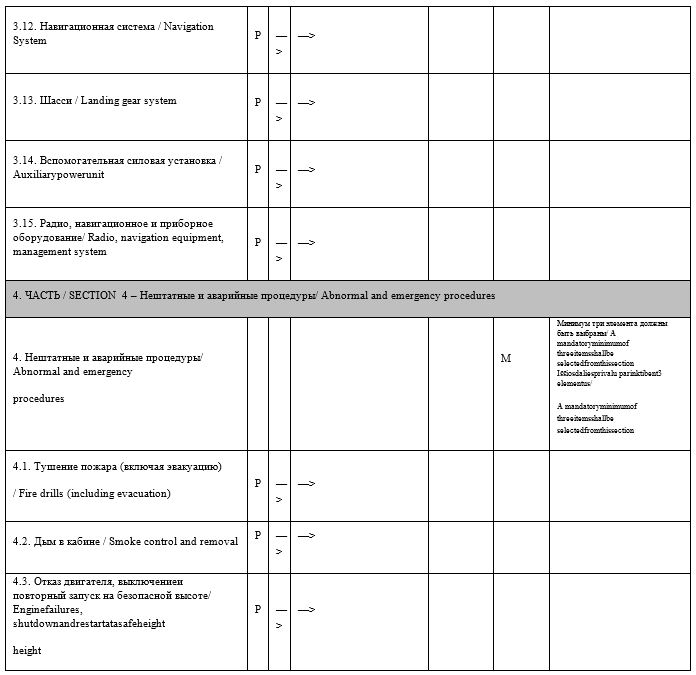 3.12. Навигационная система / Navigation
System
P
—
>
—>
3.13. Шасси / Landing gear system
P
—
>
—>
3.14. Вспомогательная силовая установка /
Auxiliarypowerunit
P
—
>
—>
3.15. Радио, навигационное и приборное
оборудование/ Radio, navigation equipment,
management system
P
—
>
—>
4. ЧАСТЬ / SECTION 4 – Нештатные и аварийные процедуры/ Abnormal and emergency procedures
4. Нештатные и аварийные процедуры/
Abnormal and emergency
procedures
M
Минимум три элемента должны
быть выбраны/ A
mandatoryminimumof
threeitemsshallbe
selectedfromthissection
parinktibent3
elementus/
A mandatoryminimumof
threeitemsshallbe
selectedfromthissection
4.1. Тушение пожара (включая эвакуацию)
/ Fire drills (including evacuation)
P
—
>
—>
4.2. Дым в кабине / Smoke control and removal
P
—
>
—>
4.3. Отказ двигателя, выключениеи
повторный запуск на безопасной высоте/
Enginefailures,
shutdownandrestartatasafeheight
height
P
—
>
—>